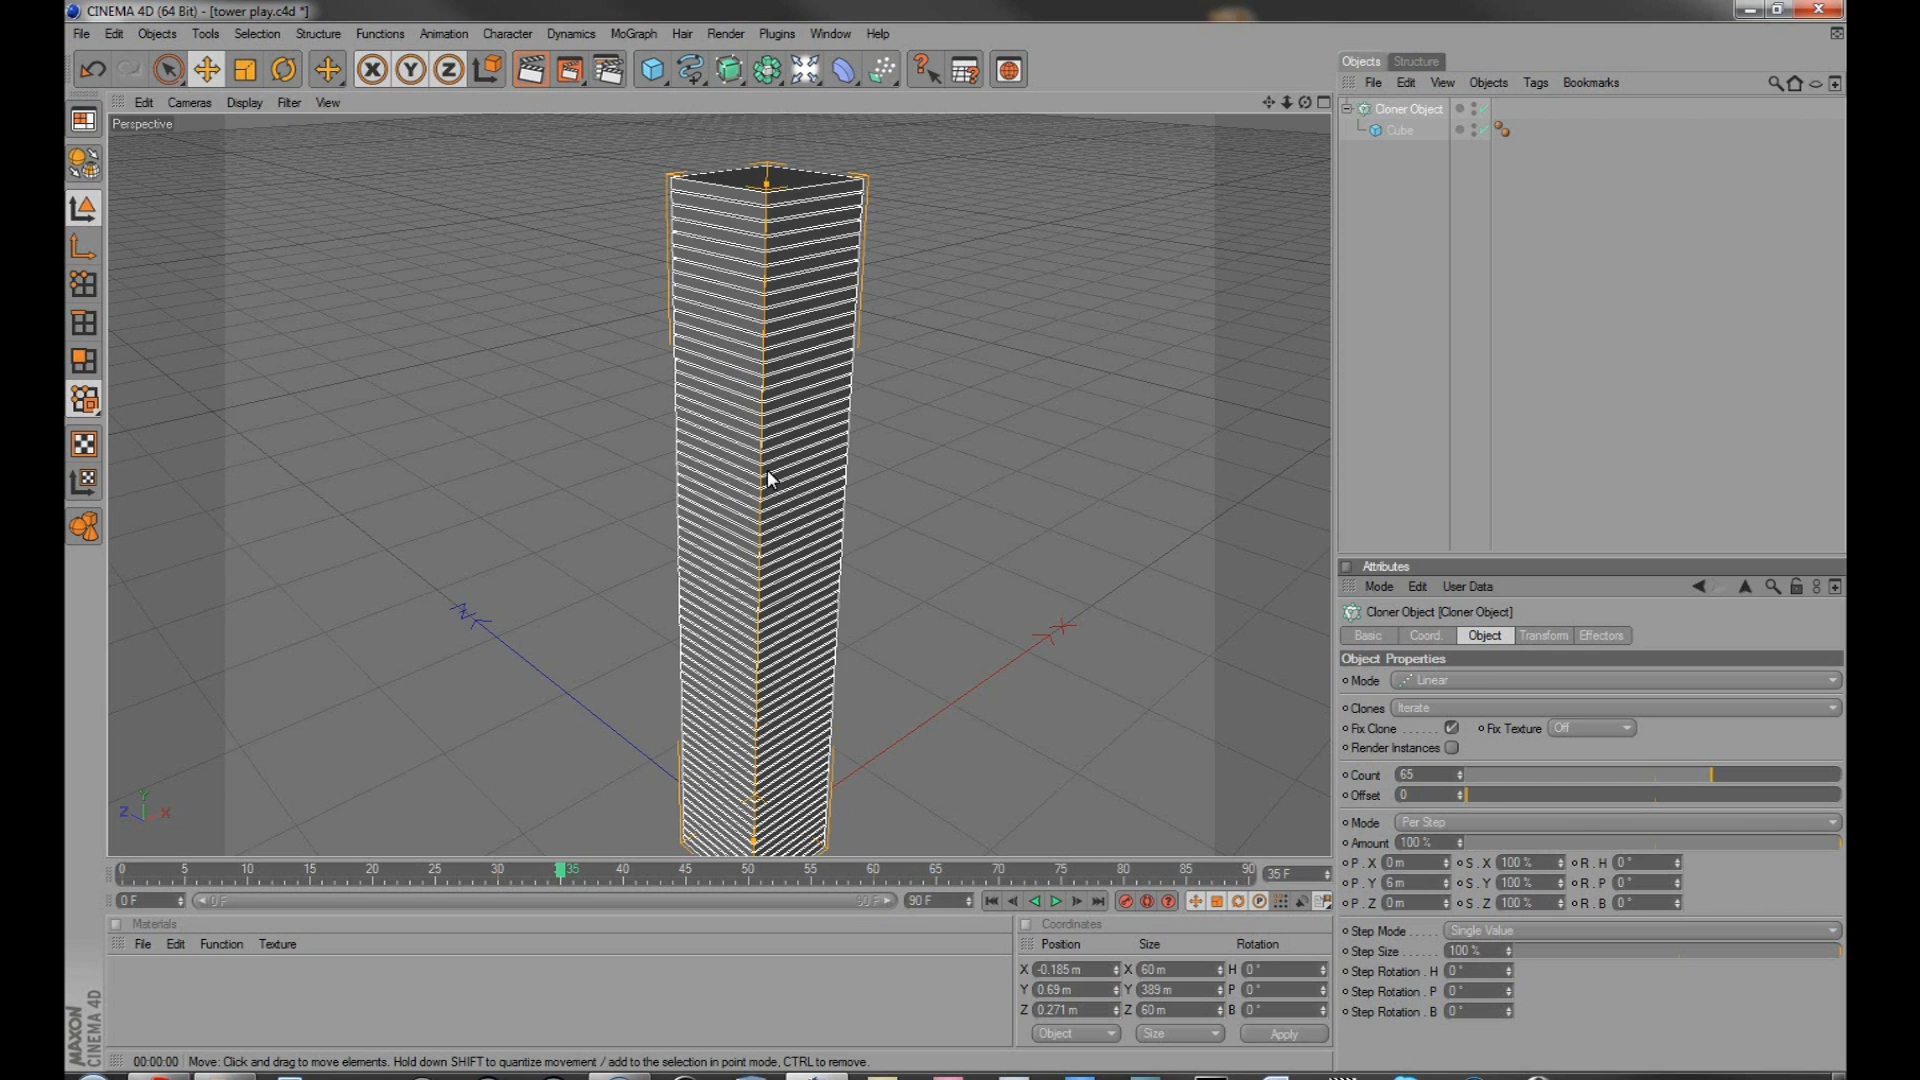 CINEMA 4D (64 Bit) - [tower play.c4d *]
File Edit Objects Tools Selection Structure Functions Animation Character Dynamics MoGraph Hair Render Plugins Window Help
Objects Structure
File Edit View Objects Tags Bookmarks
Edit Cameras Display Filter View
Perspective
Cloner Object
Cube
Attributes
Mode Edit User Data
Cloner Object [Cloner Object]
Basic Coord. Object Transform Effectors
Object Properties
Mode Linear
Clones Iterate
Fix Clone ...... Fix Texture Off
Render Instances
Count 65
Offset 0
Mode Per Step
Amount 100 %
P . X 0 m S . X 100 % R . H 0 °
P . Y 6 m S . Y 100 % R . P 0 °
P . Z 0 m S . Z 100 % R . B 0 °
Step Mode ..... Single Value
Step Size ...... 100 %
Step Rotation . H 0 °
Step Rotation . P 0 °
Step Rotation . B 0 °
Y
Z X
0 5 10 15 20 25 30 35 40 45 50 55 60 65 70 75 80 85 90 35 F
0 F 0 F 90 F 90 F
Materials
File Edit Function Texture
Coordinates
Position Size Rotation
X -0.185 m X 60 m H 0 °
Y 0.69 m Y 389 m P 0 °
Z 0.271 m Z 60 m B 0 °
Object Size Apply
MAXON
CINEMA 4D
00:00:00 Move: Click and drag to move elements. Hold down SHIFT to quantize movement / add to the selection in point mode, CTRL to remove.